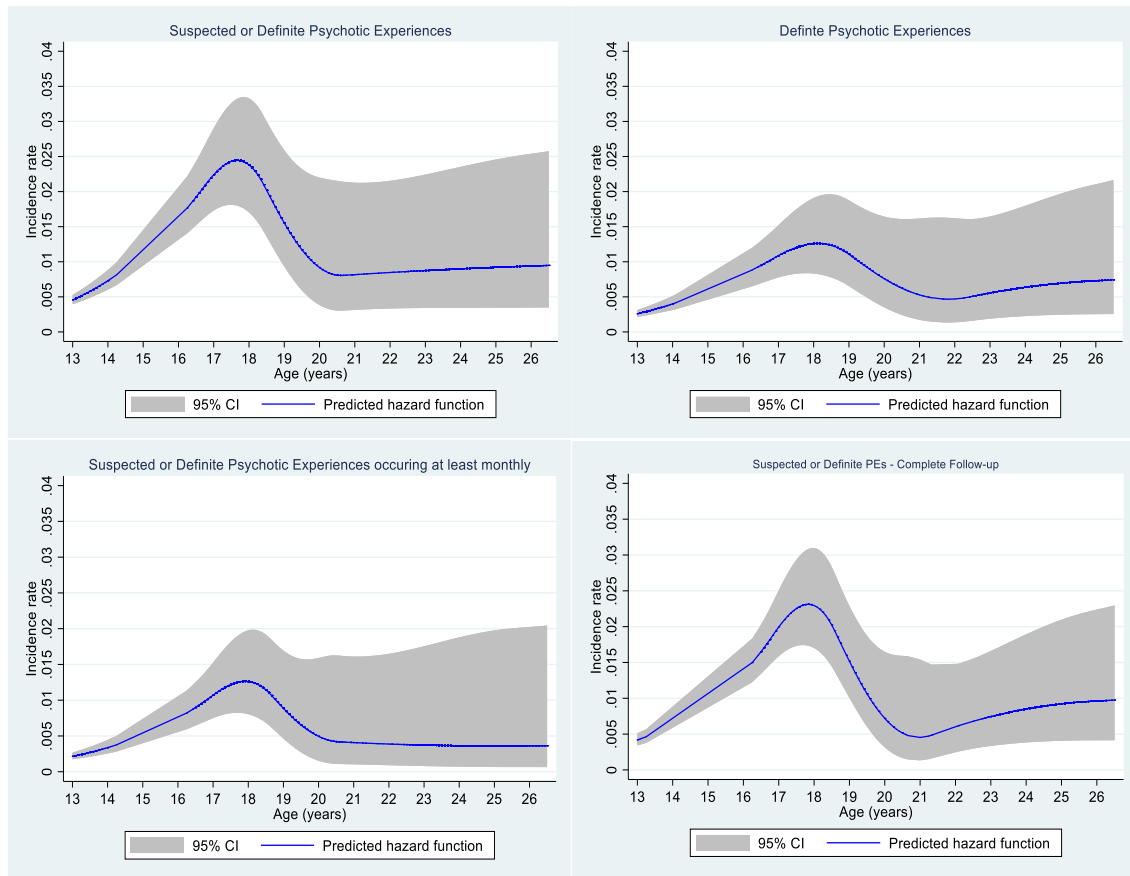 Suspected or Definite Psychotic Experiences
Incidence rate
.04
.035
.03
.025
.02
.015
.01
.005
0
13 14 15 16 17 18 19 20 21 22 23 24 25 26
Age (years)
95% CI Predicted hazard function
Definte Psychotic Experiences
Incidence rate
.04
.035
.03
.025
.02
.015
.01
.005
0
13 14 15 16 17 18 19 20 21 22 23 24 25 26
Age (years)
95% CI Predicted hazard function
Suspected or Definite Psychotic Experiences occuring at least monthly
Incidence rate
.04
.035
.03
.025
.02
.015
.01
.005
0
13 14 15 16 17 18 19 20 21 22 23 24 25 26
Age (years)
95% CI Predicted hazard function
Suspected or Definite PEs - Complete Follow-up
Incidence rate
.04
.035
.03
.025
.02
.015
.01
.005
0
13 14 15 16 17 18 19 20 21 22 23 24 25 26
Age (years)
95% CI Predicted hazard function